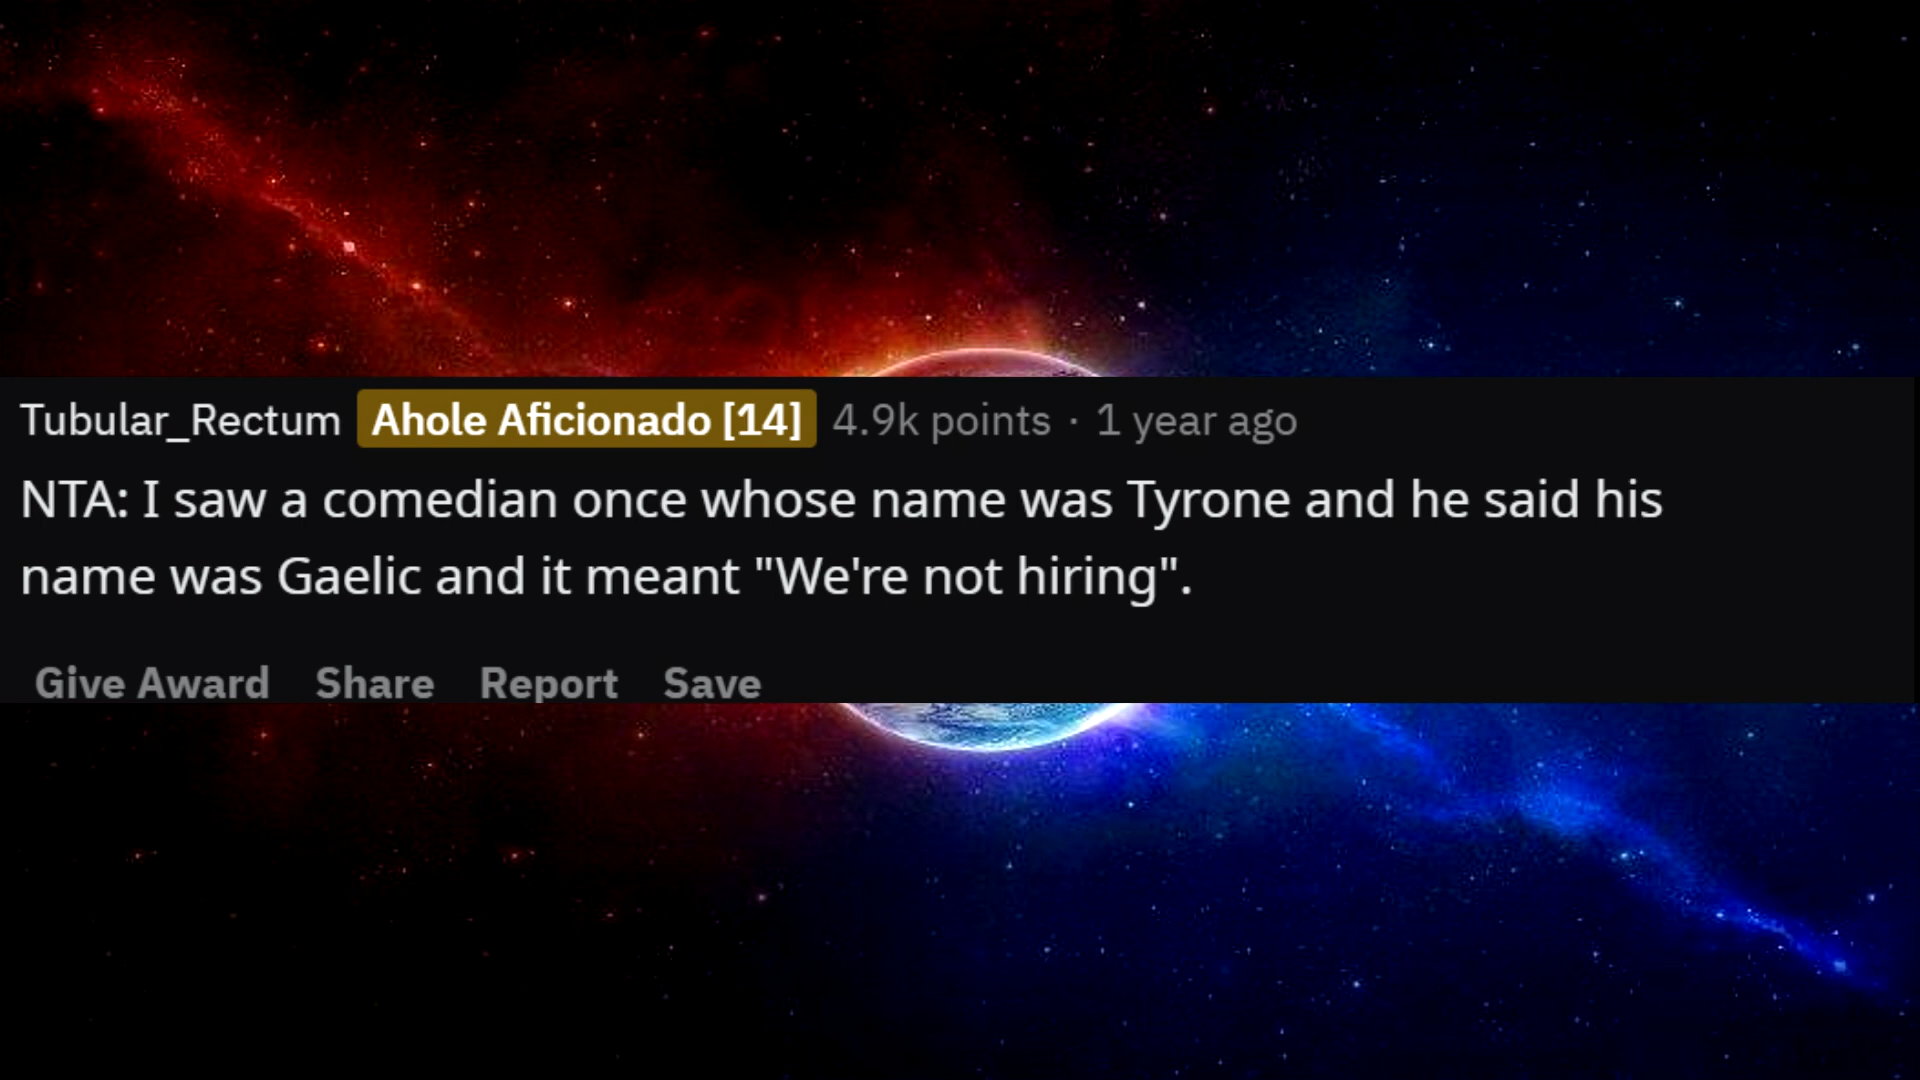 Tubular_Rectum Ahole Aficionado [14] 4.9k points · 1 year ago
NTA: I saw a comedian once whose name was Tyrone and he said his
name was Gaelic and it meant "We're not hiring".
Give Award Share Report Save